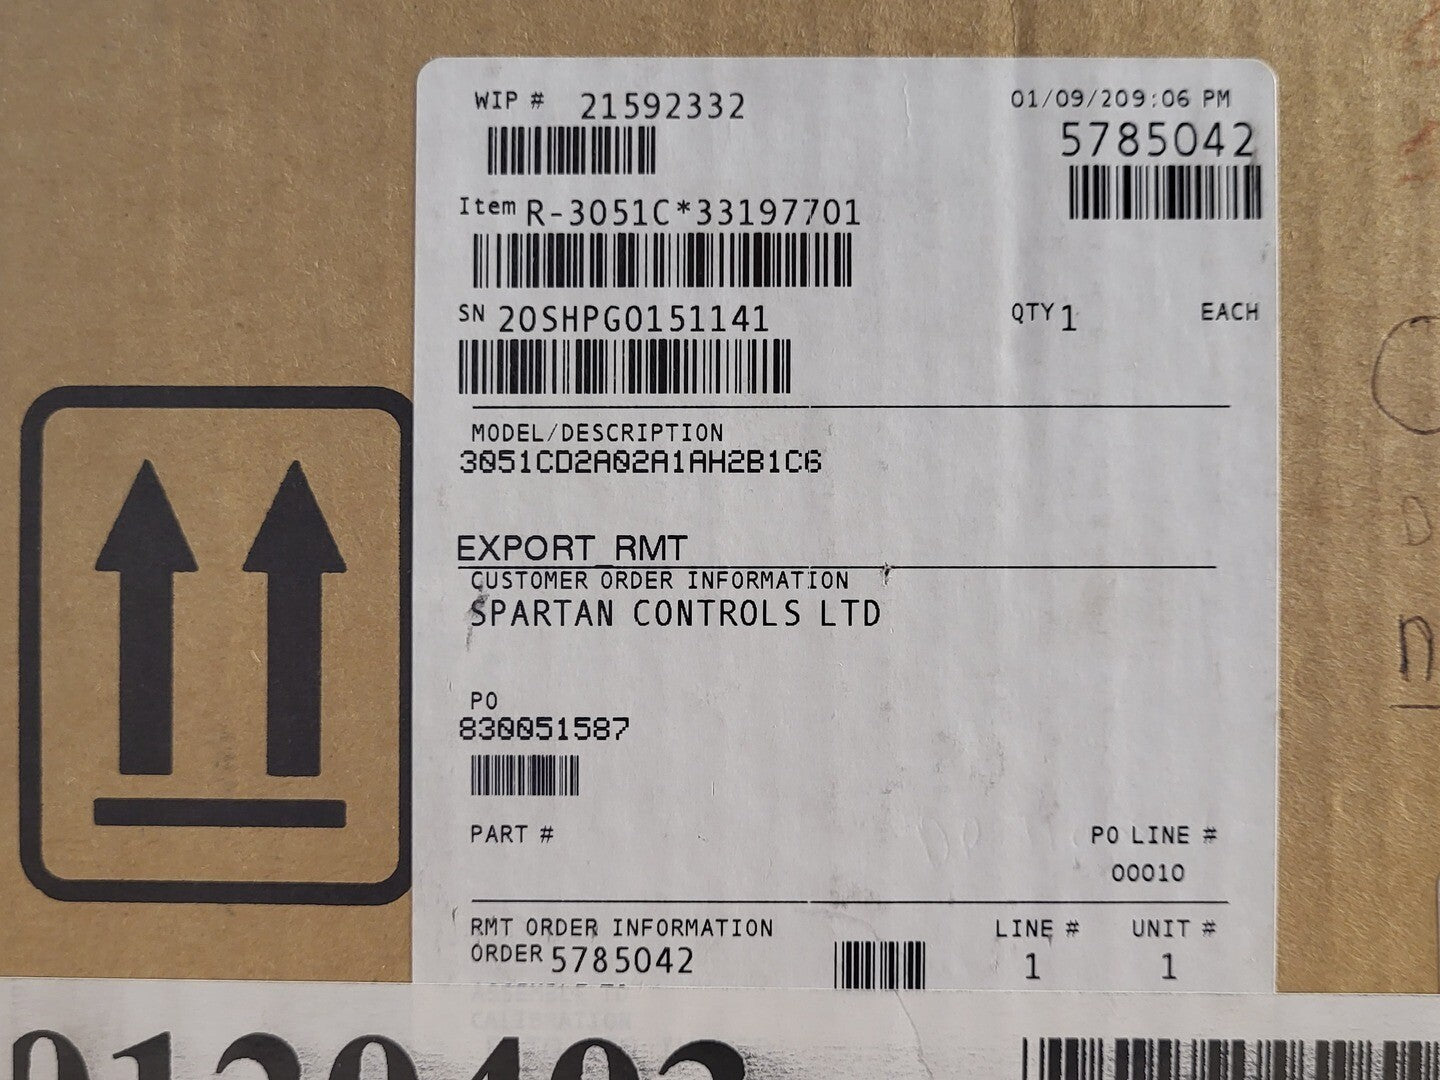 WIP # 21592332
01/09/209:06 PM
5785042
Item R-3051C*33197701
SN 20SHPG0151141
QTY 1 EACH
MODEL/DESCRIPTION
3051CD2A02A1AH2B1C6
EXPORT_RMT
CUSTOMER ORDER INFORMATION
SPARTAN CONTROLS LTD
PO
830051587
PART #
PO LINE #
00010
RMT ORDER INFORMATION LINE # UNIT #
ORDER 5785042 1 1
CALIBRATION